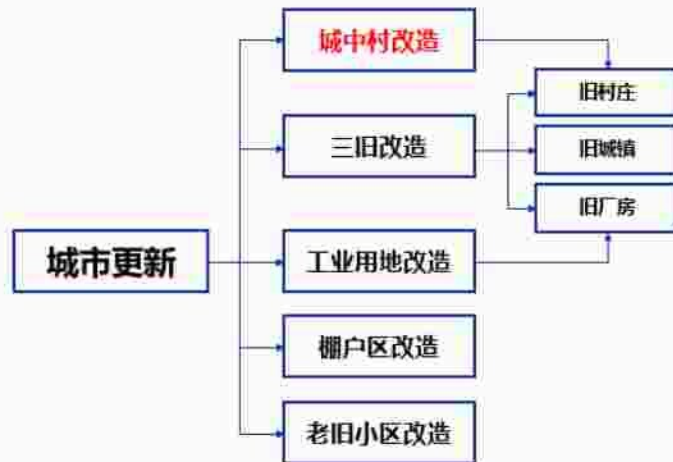 城中村改造
旧村庄
三旧改造
旧城镇
旧厂房
城市更新
工业用地改造
棚户区改造
老旧小区改造